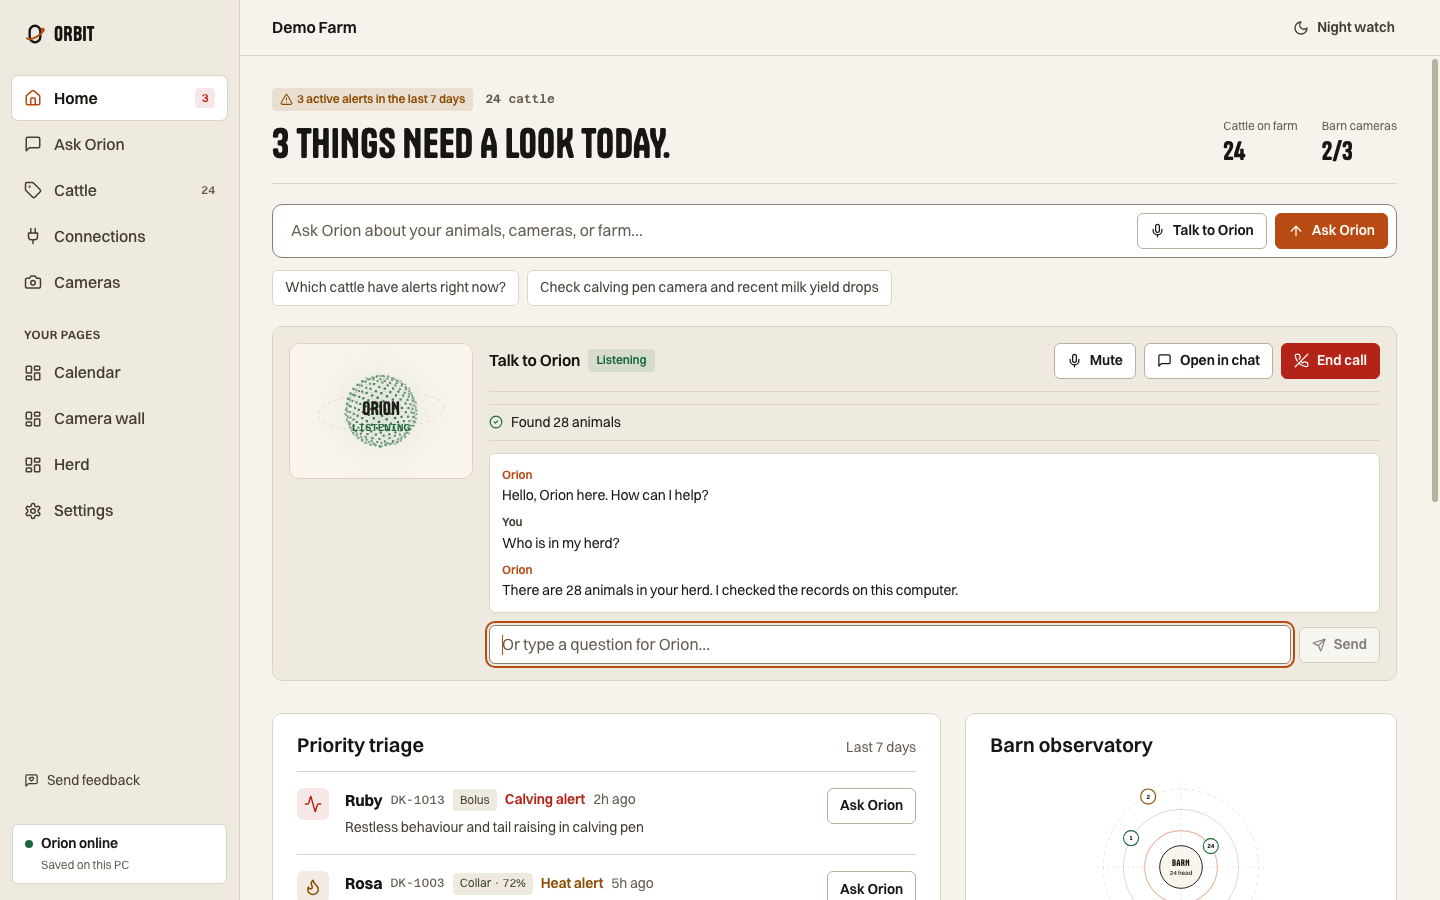 ORBIT
Demo Farm
Night watch
Home 3
Ask Orion
Cattle 24
Connections
Cameras
YOUR PAGES
Calendar
Camera wall
Herd
Settings
Send feedback
Orion online
Saved on this PC
3 active alerts in the last 7 days 24 cattle
3 THINGS NEED A LOOK TODAY.
Cattle on farm
24
Barn cameras
2/3
Ask Orion about your animals, cameras, or farm...
Talk to Orion
Ask Orion
Which cattle have alerts right now?
Check calving pen camera and recent milk yield drops
ORION
LISTENING
Talk to Orion Listening
Mute
Open in chat
End call
Found 28 animals
Orion
Hello, Orion here. How can I help?
You
Who is in my herd?
Orion
There are 28 animals in your herd. I checked the records on this computer.
Or type a question for Orion...
Send
Priority triage
Last 7 days
Ruby DK-1013 Bolus Calving alert 2h ago
Restless behaviour and tail raising in calving pen
Ask Orion
Rosa DK-1003 Collar · 72% Heat alert 5h ago
Ask Orion
Barn observatory
2
1
24
BARN
24 head